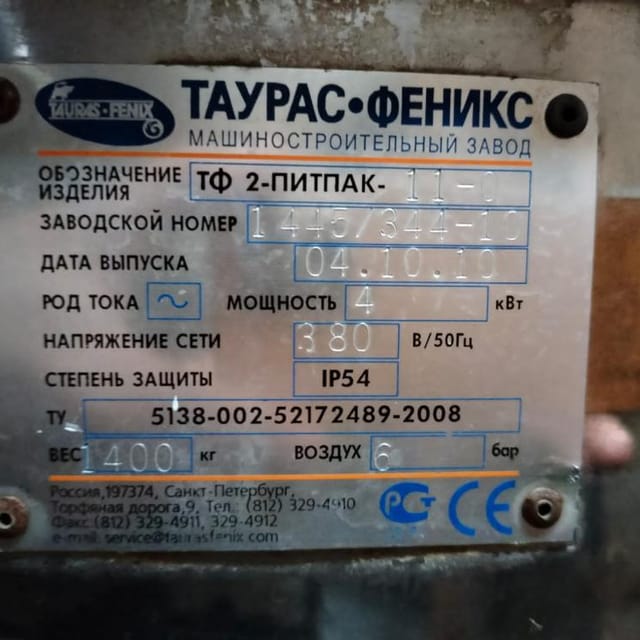 TAURAS-FENIX
ТАУРАС•ФЕНИКС
МАШИНОСТРОИТЕЛЬНЫЙ ЗАВОД
ОБОЗНАЧЕНИЕ ИЗДЕЛИЯ ТФ 2-ПИТПАК-11-0
ЗАВОДСКОЙ НОМЕР 1445/344-10
ДАТА ВЫПУСКА 04.10.10
РОД ТОКА ~ МОЩНОСТЬ 4 кВт
НАПРЯЖЕНИЕ СЕТИ 380 В/50Гц
СТЕПЕНЬ ЗАЩИТЫ IP54
ТУ 5138-002-52172489-2008
ВЕС 1400 кг ВОЗДУХ 6 бар
Россия,197374, Санкт-Петербург,
Торфяная дорога,9, Тел.: (812) 329-4910
Факс: (812) 329-4911, 329-4912
e-mail: service@taurasfenix.com
РСТ CE